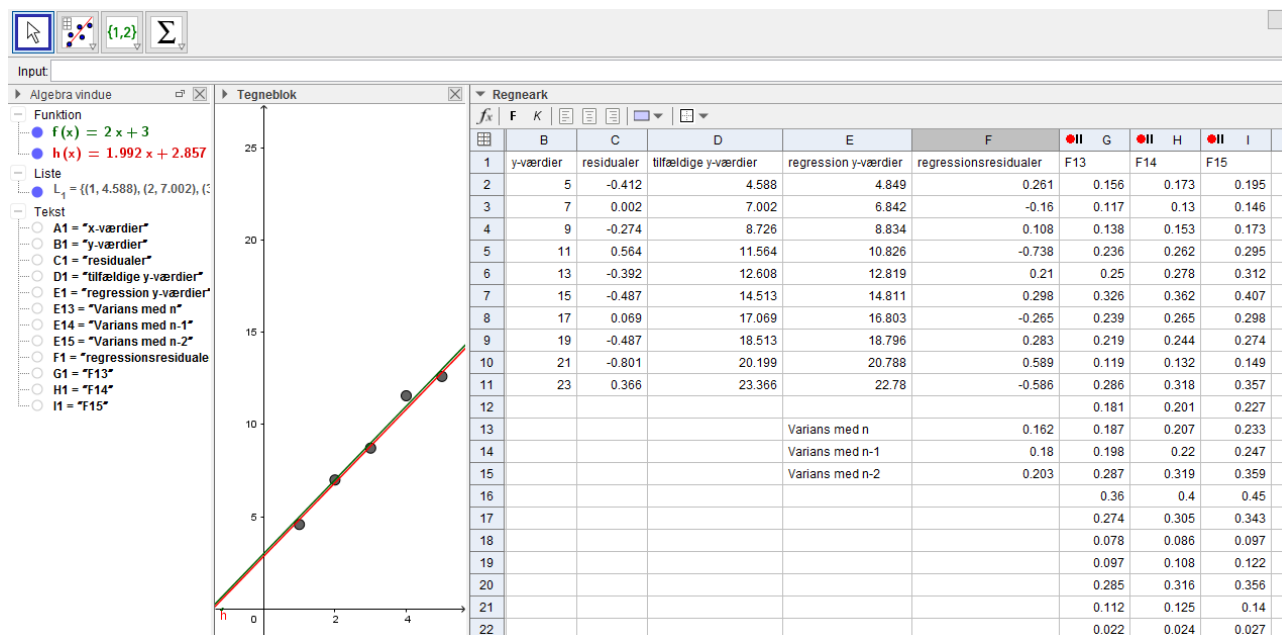 {1,2} Σ
Input:
Algebra vindue
Funktion
f(x) = 2 x + 3
h(x) = 1.992 x + 2.857
Liste
L₁ = {(1, 4.588), (2, 7.002), (3
Tekst
A1 = "x-værdier"
B1 = "y-værdier"
C1 = "residualer"
D1 = "tilfældige y-værdier"
E1 = "regression y-værdier"
E13 = "Varians med n"
E14 = "Varians med n-1"
E15 = "Varians med n-2"
F1 = "regressionsresiduale
G1 = "F13"
H1 = "F14"
I1 = "F15"
Tegneblok
25
20
15
10
5
0 2 4
h
Regneark
fx F K
B C D E F G H I
1 y-værdier residualer tilfældige y-værdier regression y-værdier regressionsresidualer F13 F14 F15
2 5 -0.412 4.588 4.849 0.261 0.156 0.173 0.195
3 7 0.002 7.002 6.842 -0.16 0.117 0.13 0.146
4 9 -0.274 8.726 8.834 0.108 0.138 0.153 0.173
5 11 0.564 11.564 10.826 -0.738 0.236 0.262 0.295
6 13 -0.392 12.608 12.819 0.21 0.25 0.278 0.312
7 15 -0.487 14.513 14.811 0.298 0.326 0.362 0.407
8 17 0.069 17.069 16.803 -0.265 0.239 0.265 0.298
9 19 -0.487 18.513 18.796 0.283 0.219 0.244 0.274
10 21 -0.801 20.199 20.788 0.589 0.119 0.132 0.149
11 23 0.366 23.366 22.78 -0.586 0.286 0.318 0.357
12 0.181 0.201 0.227
13 Varians med n 0.162 0.187 0.207 0.233
14 Varians med n-1 0.18 0.198 0.22 0.247
15 Varians med n-2 0.203 0.287 0.319 0.359
16 0.36 0.4 0.45
17 0.274 0.305 0.343
18 0.078 0.086 0.097
19 0.097 0.108 0.122
20 0.285 0.316 0.356
21 0.112 0.125 0.14
22 0.022 0.024 0.027